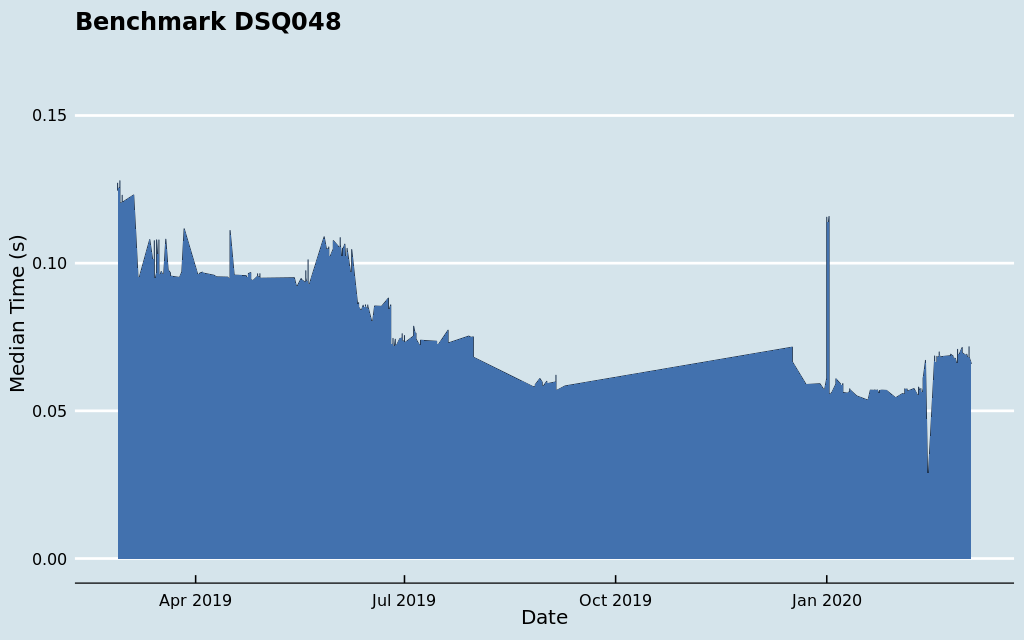 Benchmark DSQ048
Median Time (s)
0.15
0.10
0.05
0.00
Apr 2019
Jul 2019
Oct 2019
Jan 2020
Date